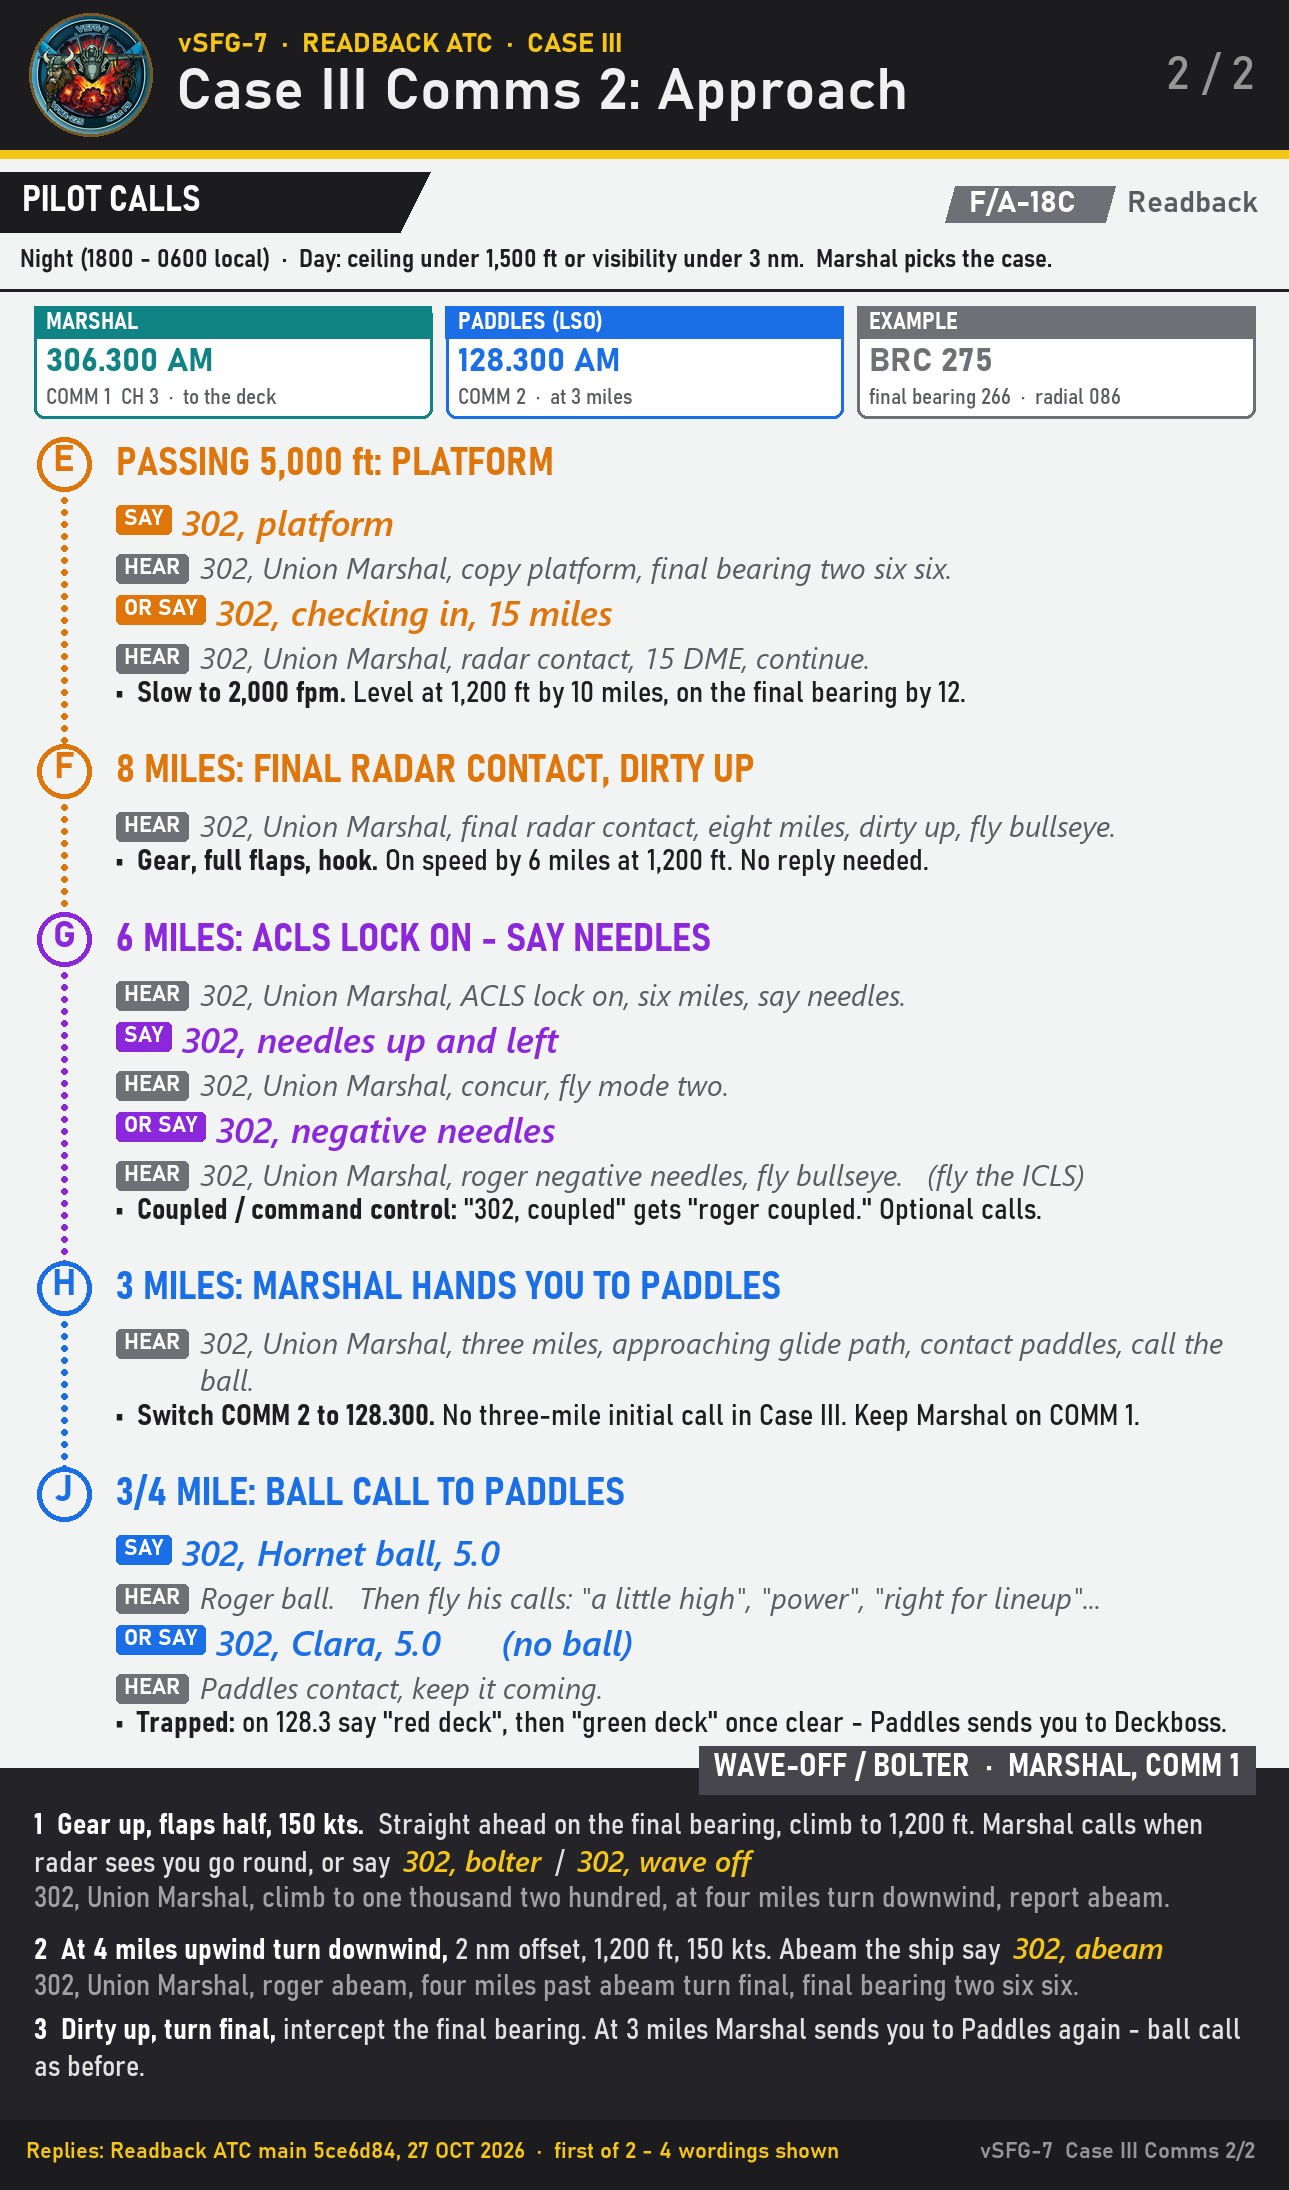 vSFG-7 · READBACK ATC · CASE III
Case III Comms 2: Approach
2 / 2
PILOT CALLS
F/A-18C
Readback
Night (1800 - 0600 local) · Day: ceiling under 1,500 ft or visibility under 3 nm. Marshal picks the case.
MARSHAL
306.300 AM
COMM 1 CH 3 · to the deck
PADDLES (LSO)
128.300 AM
COMM 2 · at 3 miles
EXAMPLE
BRC 275
final bearing 266 · radial 086
E PASSING 5,000 ft: PLATFORM
SAY 302, platform
HEAR 302, Union Marshal, copy platform, final bearing two six six.
OR SAY 302, checking in, 15 miles
HEAR 302, Union Marshal, radar contact, 15 DME, continue.
▪ Slow to 2,000 fpm. Level at 1,200 ft by 10 miles, on the final bearing by 12.
F 8 MILES: FINAL RADAR CONTACT, DIRTY UP
HEAR 302, Union Marshal, final radar contact, eight miles, dirty up, fly bullseye.
▪ Gear, full flaps, hook. On speed by 6 miles at 1,200 ft. No reply needed.
G 6 MILES: ACLS LOCK ON - SAY NEEDLES
HEAR 302, Union Marshal, ACLS lock on, six miles, say needles.
SAY 302, needles up and left
HEAR 302, Union Marshal, concur, fly mode two.
OR SAY 302, negative needles
HEAR 302, Union Marshal, roger negative needles, fly bullseye. (fly the ICLS)
▪ Coupled / command control: "302, coupled" gets "roger coupled." Optional calls.
H 3 MILES: MARSHAL HANDS YOU TO PADDLES
HEAR 302, Union Marshal, three miles, approaching glide path, contact paddles, call the
ball.
▪ Switch COMM 2 to 128.300. No three-mile initial call in Case III. Keep Marshal on COMM 1.
J 3/4 MILE: BALL CALL TO PADDLES
SAY 302, Hornet ball, 5.0
HEAR Roger ball. Then fly his calls: "a little high", "power", "right for lineup"...
OR SAY 302, Clara, 5.0 (no ball)
HEAR Paddles contact, keep it coming.
▪ Trapped: on 128.3 say "red deck", then "green deck" once clear - Paddles sends you to Deckboss.
WAVE-OFF / BOLTER · MARSHAL, COMM 1
1 Gear up, flaps half, 150 kts. Straight ahead on the final bearing, climb to 1,200 ft. Marshal calls when
radar sees you go round, or say 302, bolter / 302, wave off
302, Union Marshal, climb to one thousand two hundred, at four miles turn downwind, report abeam.
2 At 4 miles upwind turn downwind, 2 nm offset, 1,200 ft, 150 kts. Abeam the ship say 302, abeam
302, Union Marshal, roger abeam, four miles past abeam turn final, final bearing two six six.
3 Dirty up, turn final, intercept the final bearing. At 3 miles Marshal sends you to Paddles again - ball call
as before.
Replies: Readback ATC main 5ce6d84, 27 OCT 2026 · first of 2 - 4 wordings shown
vSFG-7 Case III Comms 2/2